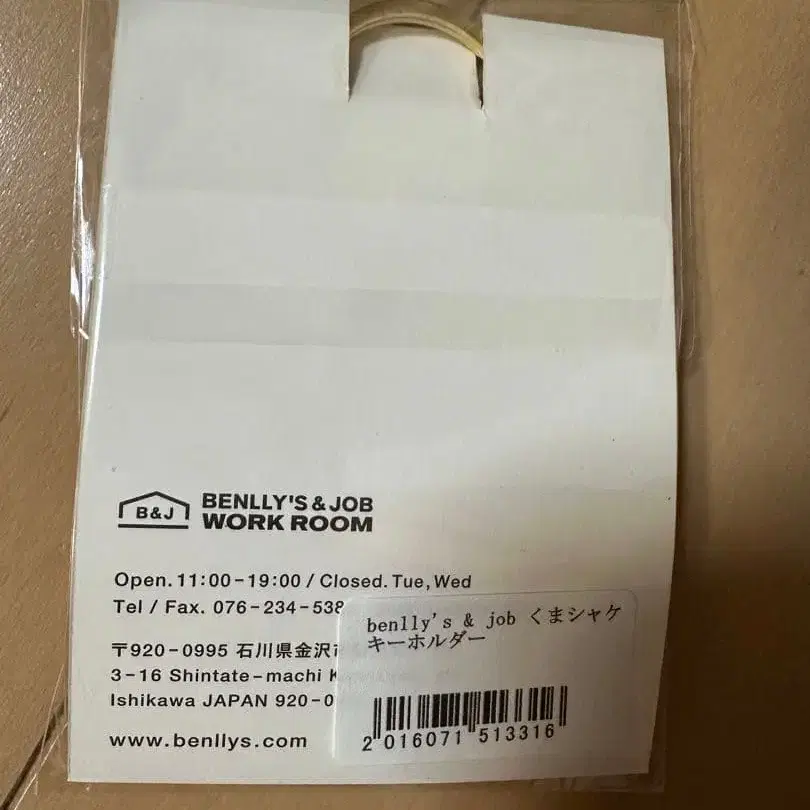 B&J
BENLLY'S & JOB
WORK ROOM
Open. 11:00-19:00 / Closed. Tue, Wed
Tel / Fax. 076-234-538
〒920-0995 石川県金沢市
3-16 Shintate-machi K
Ishikawa JAPAN 920-0
www.benllys.com
benlly's & job くまシャケ
キーホルダー
2 016071 513316